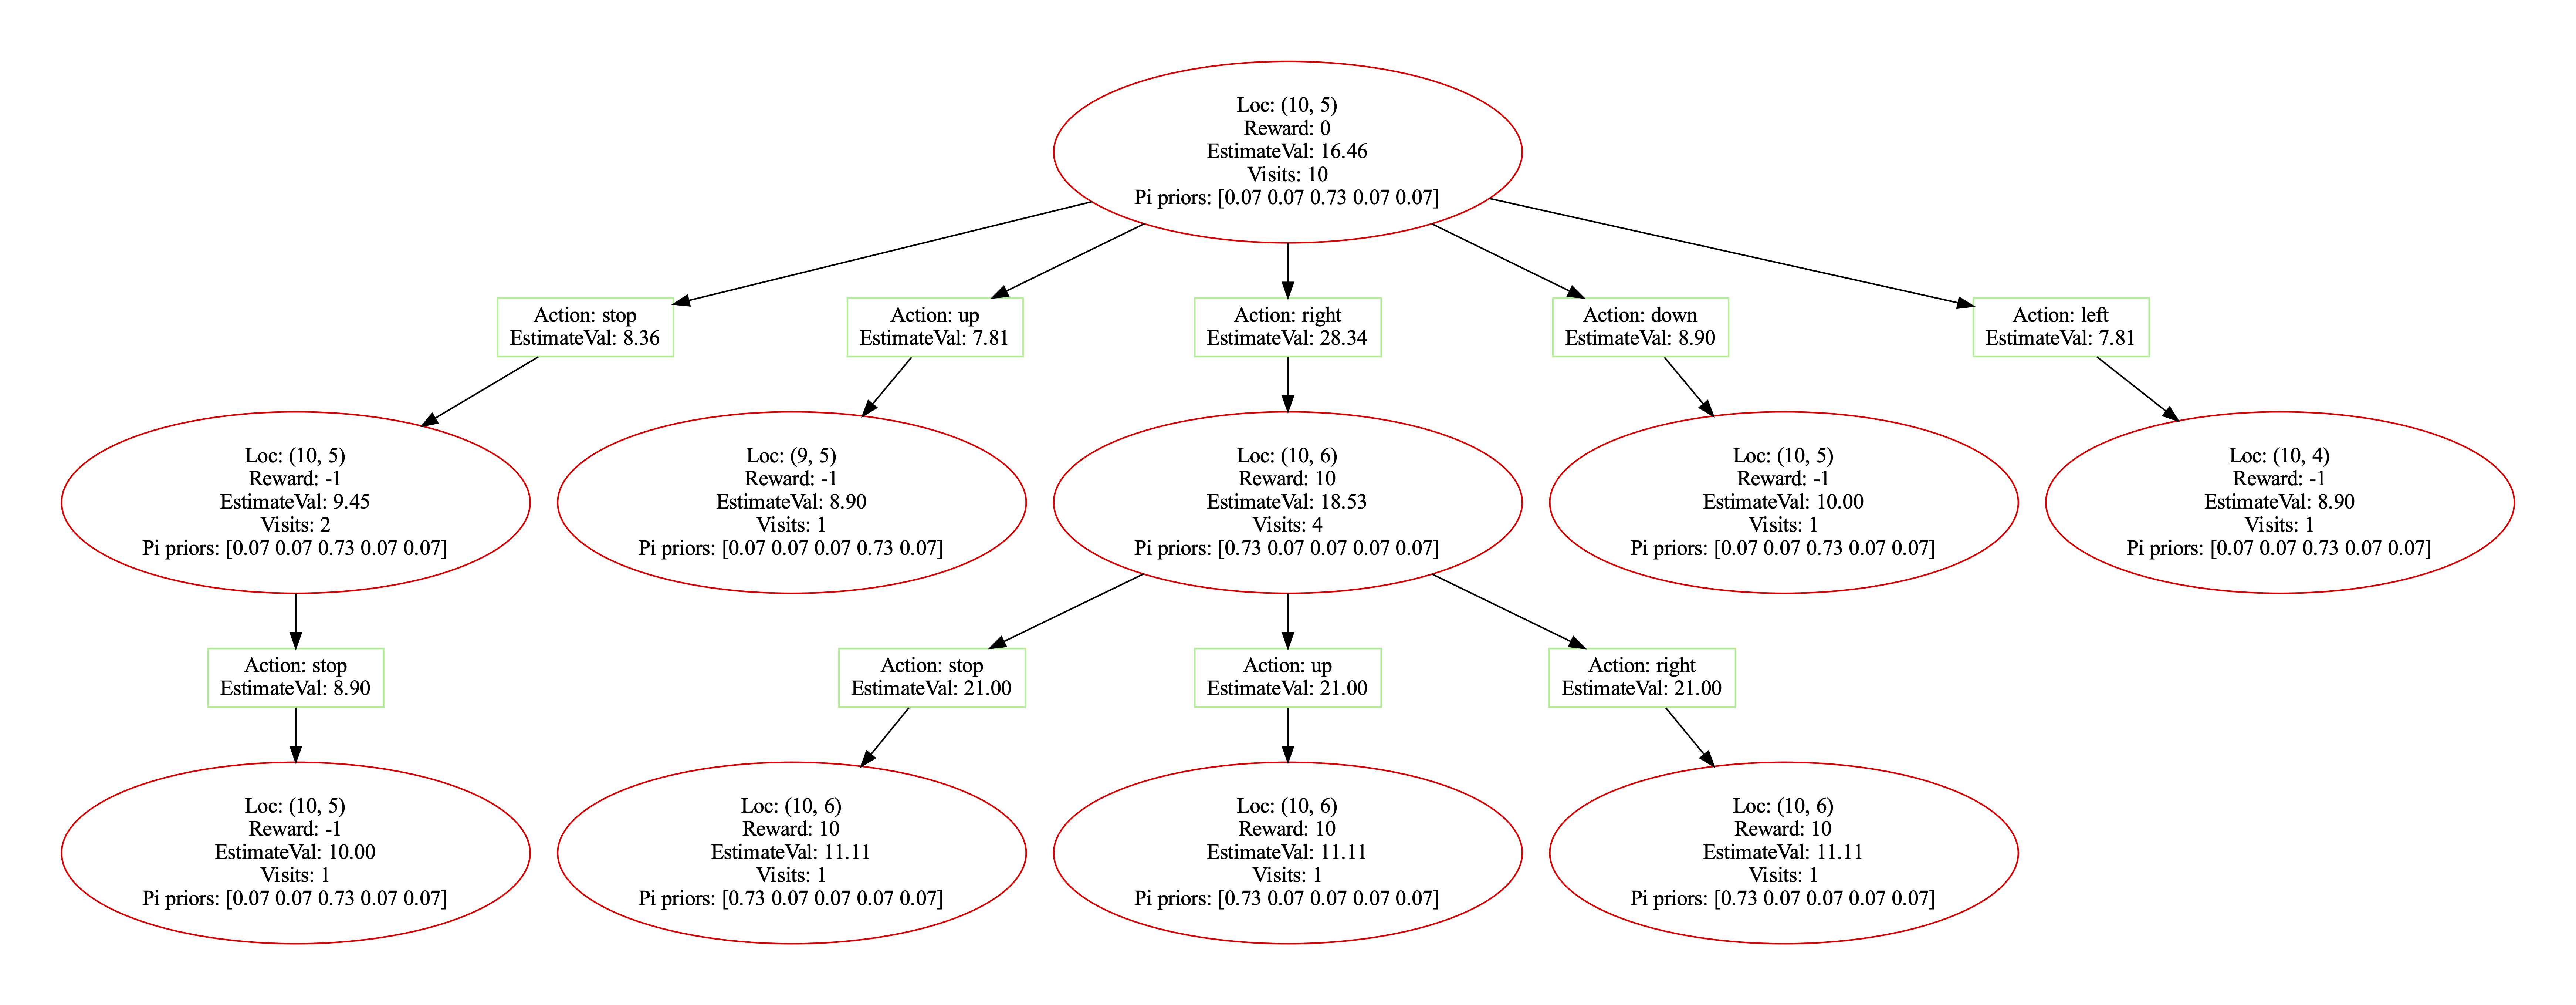 Loc: (10, 5)
Reward: 0
EstimateVal: 16.46
Visits: 10
Pi priors: [0.07 0.07 0.73 0.07 0.07]
Action: stop
EstimateVal: 8.36
Action: up
EstimateVal: 7.81
Action: right
EstimateVal: 28.34
Action: down
EstimateVal: 8.90
Action: left
EstimateVal: 7.81
Loc: (10, 5)
Reward: -1
EstimateVal: 9.45
Visits: 2
Pi priors: [0.07 0.07 0.73 0.07 0.07]
Loc: (9, 5)
Reward: -1
EstimateVal: 8.90
Visits: 1
Pi priors: [0.07 0.07 0.07 0.73 0.07]
Loc: (10, 6)
Reward: 10
EstimateVal: 18.53
Visits: 4
Pi priors: [0.73 0.07 0.07 0.07 0.07]
Loc: (10, 5)
Reward: -1
EstimateVal: 10.00
Visits: 1
Pi priors: [0.07 0.07 0.73 0.07 0.07]
Loc: (10, 4)
Reward: -1
EstimateVal: 8.90
Visits: 1
Pi priors: [0.07 0.07 0.73 0.07 0.07]
Action: stop
EstimateVal: 8.90
Action: stop
EstimateVal: 21.00
Action: up
EstimateVal: 21.00
Action: right
EstimateVal: 21.00
Loc: (10, 5)
Reward: -1
EstimateVal: 10.00
Visits: 1
Pi priors: [0.07 0.07 0.73 0.07 0.07]
Loc: (10, 6)
Reward: 10
EstimateVal: 11.11
Visits: 1
Pi priors: [0.73 0.07 0.07 0.07 0.07]
Loc: (10, 6)
Reward: 10
EstimateVal: 11.11
Visits: 1
Pi priors: [0.73 0.07 0.07 0.07 0.07]
Loc: (10, 6)
Reward: 10
EstimateVal: 11.11
Visits: 1
Pi priors: [0.73 0.07 0.07 0.07 0.07]